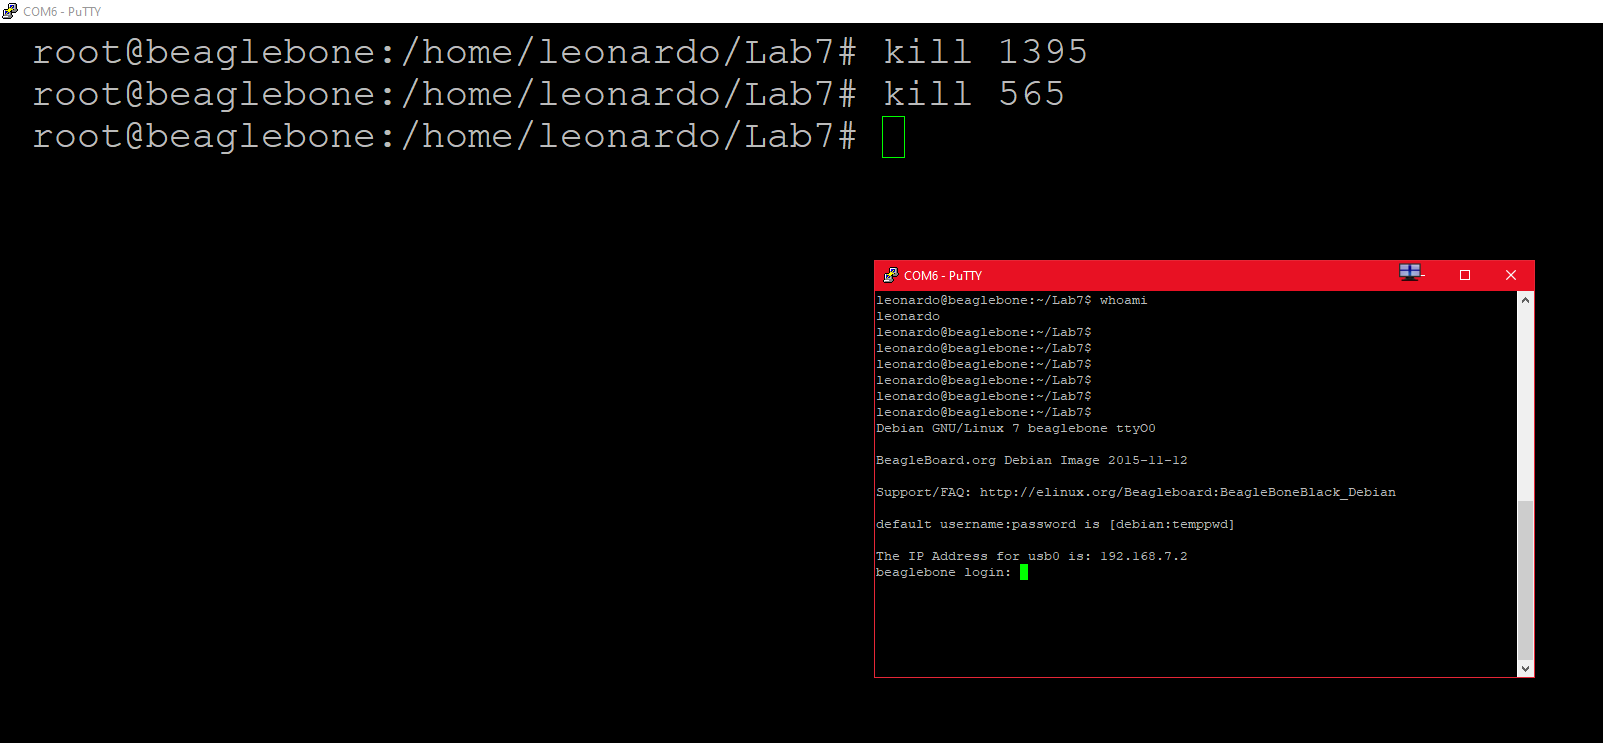 COM6 - PuTTY
root@beaglebone:/home/leonardo/Lab7# kill 1395
root@beaglebone:/home/leonardo/Lab7# kill 565
root@beaglebone:/home/leonardo/Lab7#
COM6 - PuTTY
leonardo@beaglebone:~/Lab7$ whoami
leonardo
leonardo@beaglebone:~/Lab7$
leonardo@beaglebone:~/Lab7$
leonardo@beaglebone:~/Lab7$
leonardo@beaglebone:~/Lab7$
leonardo@beaglebone:~/Lab7$
leonardo@beaglebone:~/Lab7$
Debian GNU/Linux 7 beaglebone ttyO0
BeagleBoard.org Debian Image 2015-11-12
Support/FAQ: http://elinux.org/Beagleboard:BeagleBoneBlack_Debian
default username:password is [debian:temppwd]
The IP Address for usb0 is: 192.168.7.2
beaglebone login: